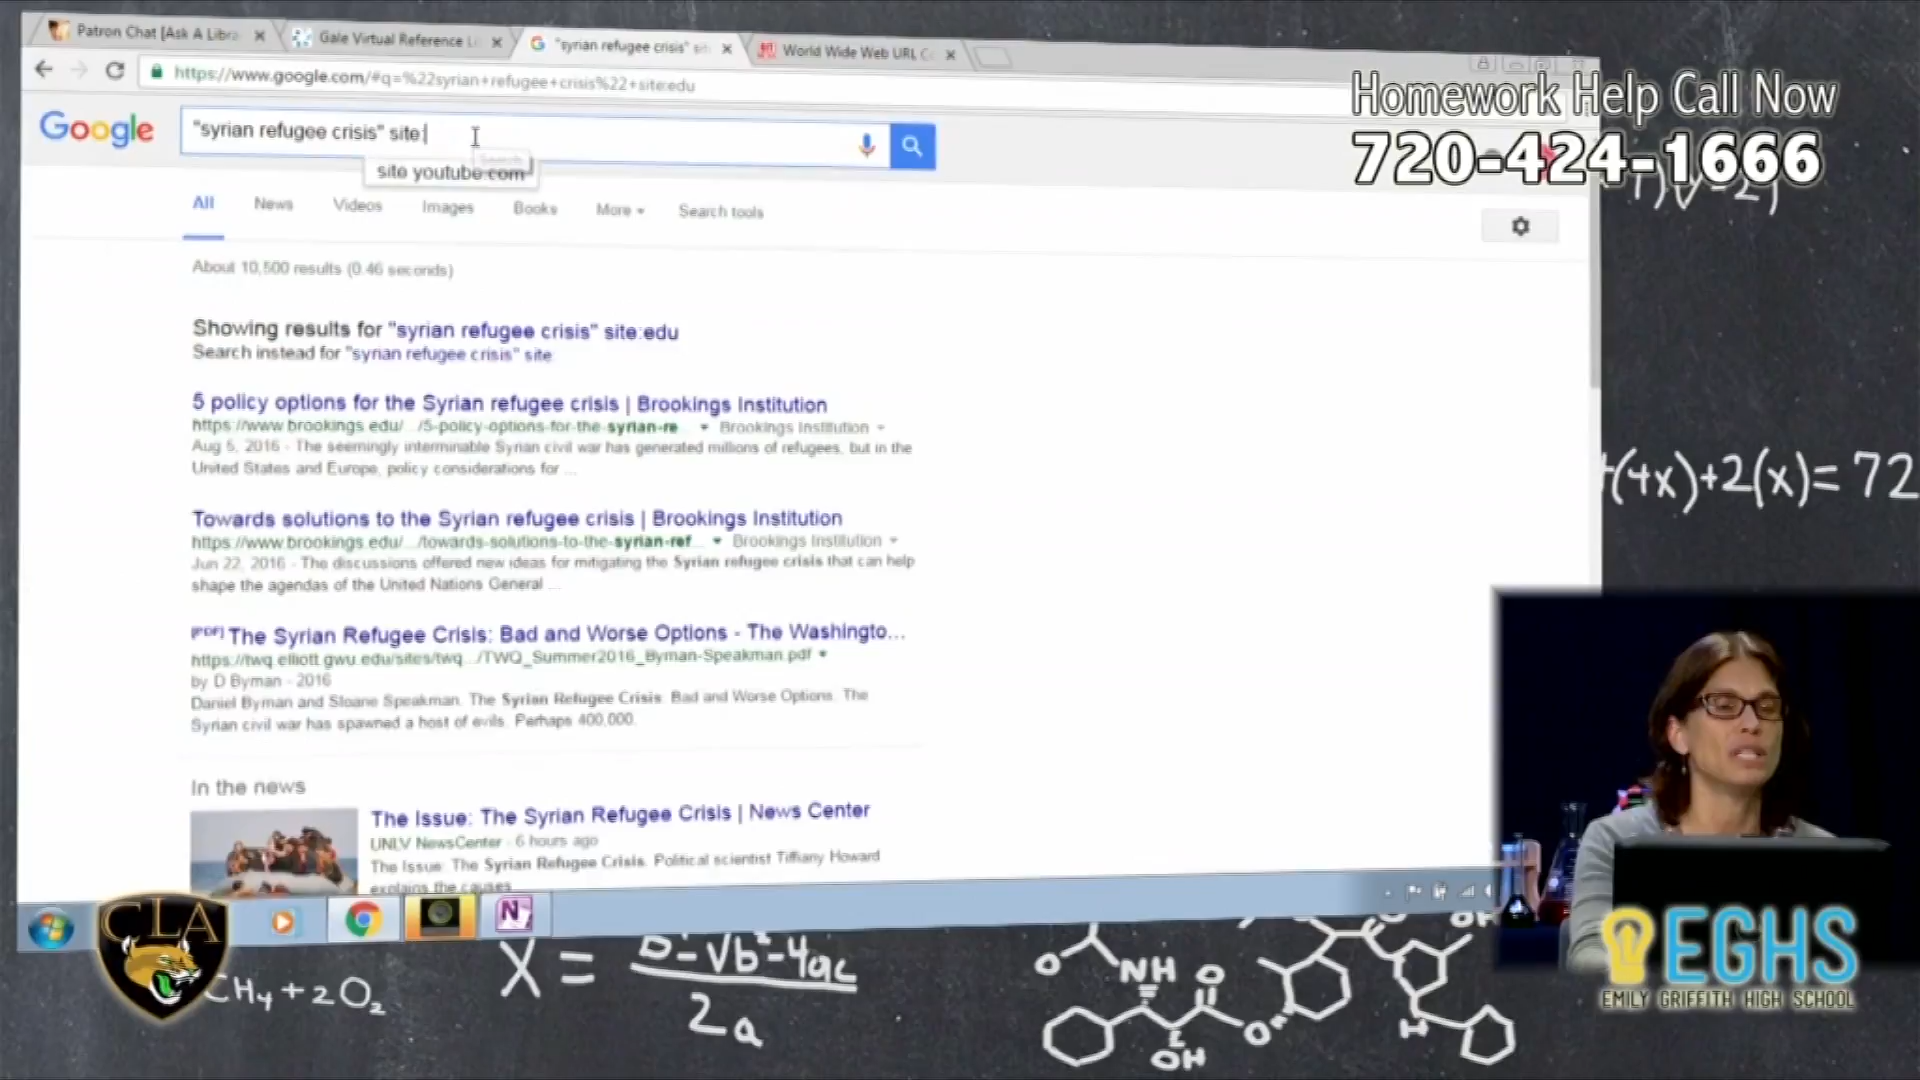 Patron Chat [Ask A Libra
Gale Virtual Reference Li
"syrian refugee crisis" sit
World Wide Web URL C
https://www.google.com/#q=%22syrian+refugee+crisis%22+site:edu
Homework Help Call Now
720-424-1666
Google
"syrian refugee crisis" site:
Search
site youtube.com
All
News
Videos
Images
Books
More
Search tools
About 10,500 results (0.46 seconds)
Showing results for "syrian refugee crisis" site:edu
Search instead for "syrian refugee crisis" site
5 policy options for the Syrian refugee crisis | Brookings Institution
https://www.brookings.edu/.../5-policy-options-for-the-syrian-re... Brookings Institution
Aug 5, 2016 - The seemingly interminable Syrian civil war has generated millions of refugees, but in the
United States and Europe, policy considerations for ...
Towards solutions to the Syrian refugee crisis | Brookings Institution
https://www.brookings.edu/.../towards-solutions-to-the-syrian-ref... Brookings Institution
Jun 22, 2016 - The discussions offered new ideas for mitigating the Syrian refugee crisis that can help
shape the agendas of the United Nations General ...
[PDF] The Syrian Refugee Crisis: Bad and Worse Options - The Washingto...
https://twq.elliott.gwu.edu/sites/twq.../TWQ_Summer2016_Byman-Speakman.pdf
by D Byman - 2016
Daniel Byman and Sloane Speakman. The Syrian Refugee Crisis: Bad and Worse Options. The
Syrian civil war has spawned a host of evils. Perhaps 400,000.
In the news
The Issue: The Syrian Refugee Crisis | News Center
UNLV NewsCenter - 6 hours ago
The Issue: The Syrian Refugee Crisis. Political scientist Tiffiany Howard
explains the causes
(4x)+2(x)=72
CLA
N
CH4+2O2
X = b-√b²-4ac
2a
O
NH
O
O
OH
OH
H
EGHS
EMILY GRIFFITH HIGH SCHOOL